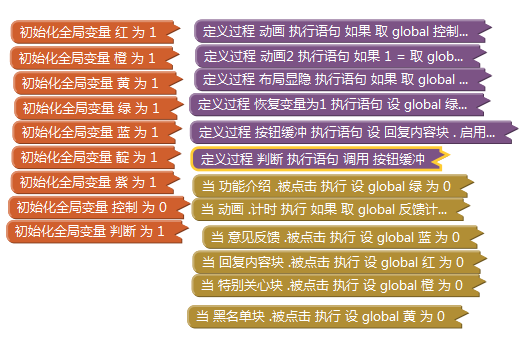 初始化全局变量 红 为 1
初始化全局变量 橙 为 1
初始化全局变量 黄 为 1
初始化全局变量 绿 为 1
初始化全局变量 蓝 为 1
初始化全局变量 靛 为 1
初始化全局变量 紫 为 1
初始化全局变量 控制 为 0
初始化全局变量 判断 为 1
定义过程 动画 执行语句 如果 取 global 控制...
定义过程 动画2 执行语句 如果 1 = 取 glob...
定义过程 布局显隐 执行语句 如果 取 global ...
定义过程 恢复变量为1 执行语句 设 global 绿...
定义过程 按钮缓冲 执行语句 设 回复内容块 . 启用...
定义过程 判断 执行语句 调用 按钮缓冲
当 功能介绍 .被点击 执行 设 global 绿 为 0
当 动画 .计时 执行 如果 取 global 反馈计...
当 意见反馈 .被点击 执行 设 global 蓝 为 0
当 回复内容块 .被点击 执行 设 global 红 为 0
当 特别关心块 .被点击 执行 设 global 橙 为 0
当 黑名单块 .被点击 执行 设 global 黄 为 0